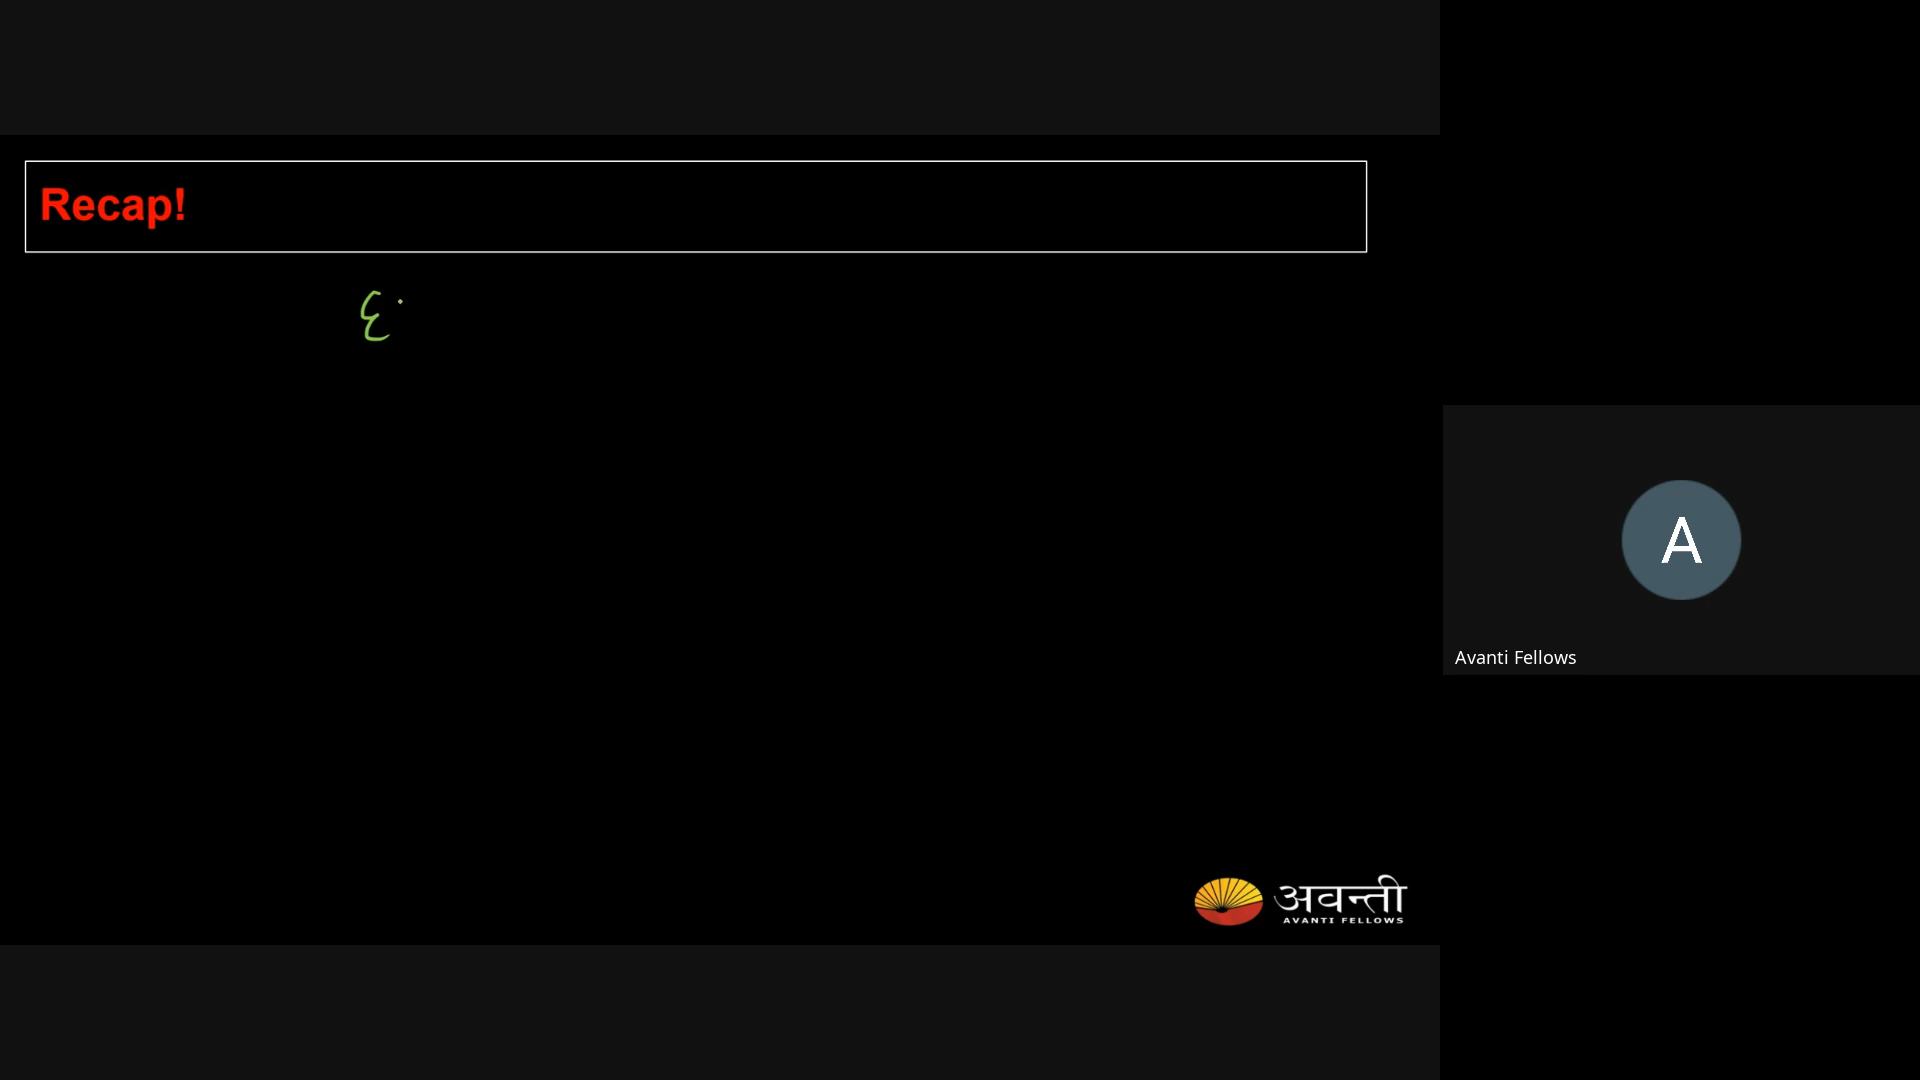 Recap!
ε
A
Avanti Fellows
अवन्ती
AVANTI FELLOWS